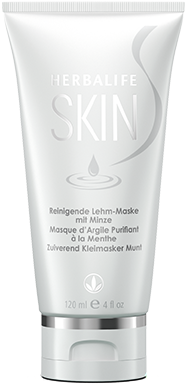 HERBALIFE
SKIN
Reinigende Lehm-Maske
mit Minze
Masque d'Argile Purifiant
à la Menthe
Zuiverend Kleimasker Munt
120 ml e 4 fl oz